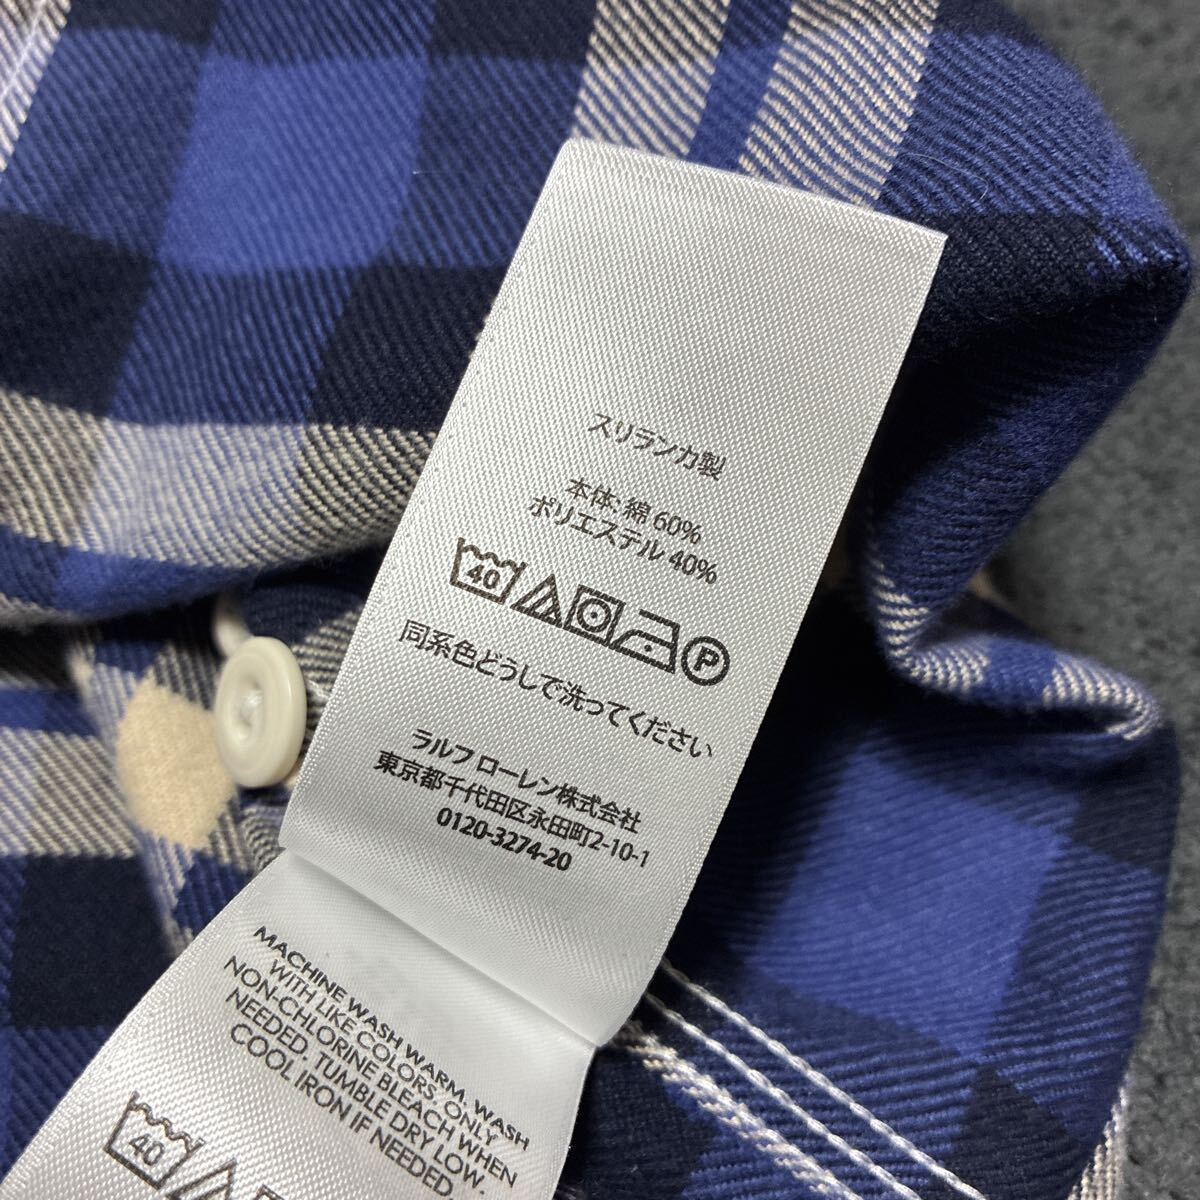 スリランカ製
本体: 綿 60%
ポリエステル 40%
40 P
同系色どうしで洗ってください
ラルフ ローレン株式会社
東京都千代田区永田町2-10-1
0120-3274-20
MACHINE WASH WARM. WASH
WITH LIKE COLORS. ONLY
NON-CHLORINE BLEACH WHEN
NEEDED. TUMBLE DRY LOW.
COOL IRON IF NEEDED.
40